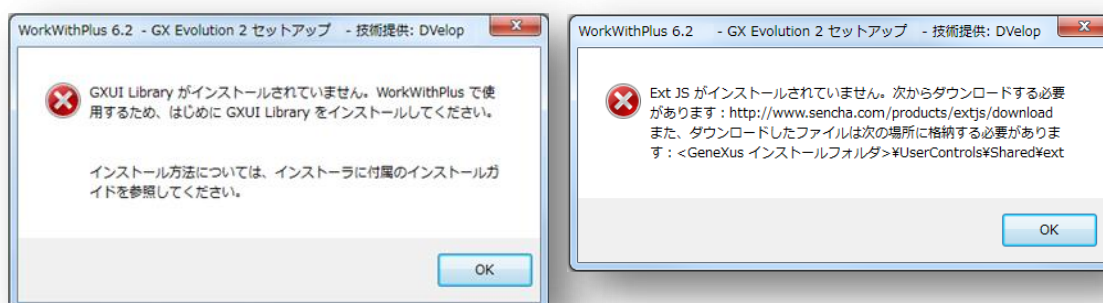 WorkWithPlus 6.2 - GX Evolution 2 セットアップ - 技術提供: DVelop
GXUI Library がインストールされていません。WorkWithPlus で使
用するため、はじめに GXUI Library をインストールしてください。
インストール方法については、インストーラに付属のインストールガ
イドを参照してください。
OK
WorkWithPlus 6.2 - GX Evolution 2 セットアップ - 技術提供: DVelop
Ext JS がインストールされていません。次からダウンロードする必要
があります：http://www.sencha.com/products/extjs/download
また、ダウンロードしたファイルは次の場所に格納する必要がありま
す：<GeneXus インストールフォルダ>¥UserControls¥Shared¥ext
OK